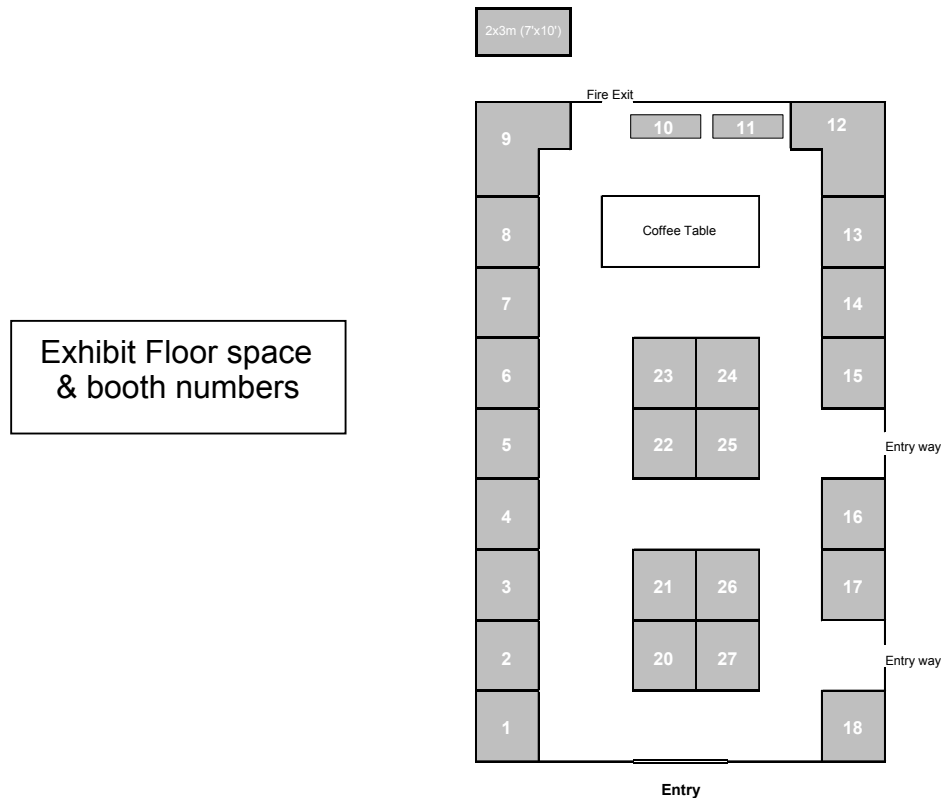 2x3m (7'x10')
Fire Exit
10 11 12
9
8 Coffee Table 13
7 14
Exhibit Floor space
& booth numbers
6 23 24 15
5 22 25 Entry way
4 16
3 21 26 17
2 20 27 Entry way
1 18
Entry